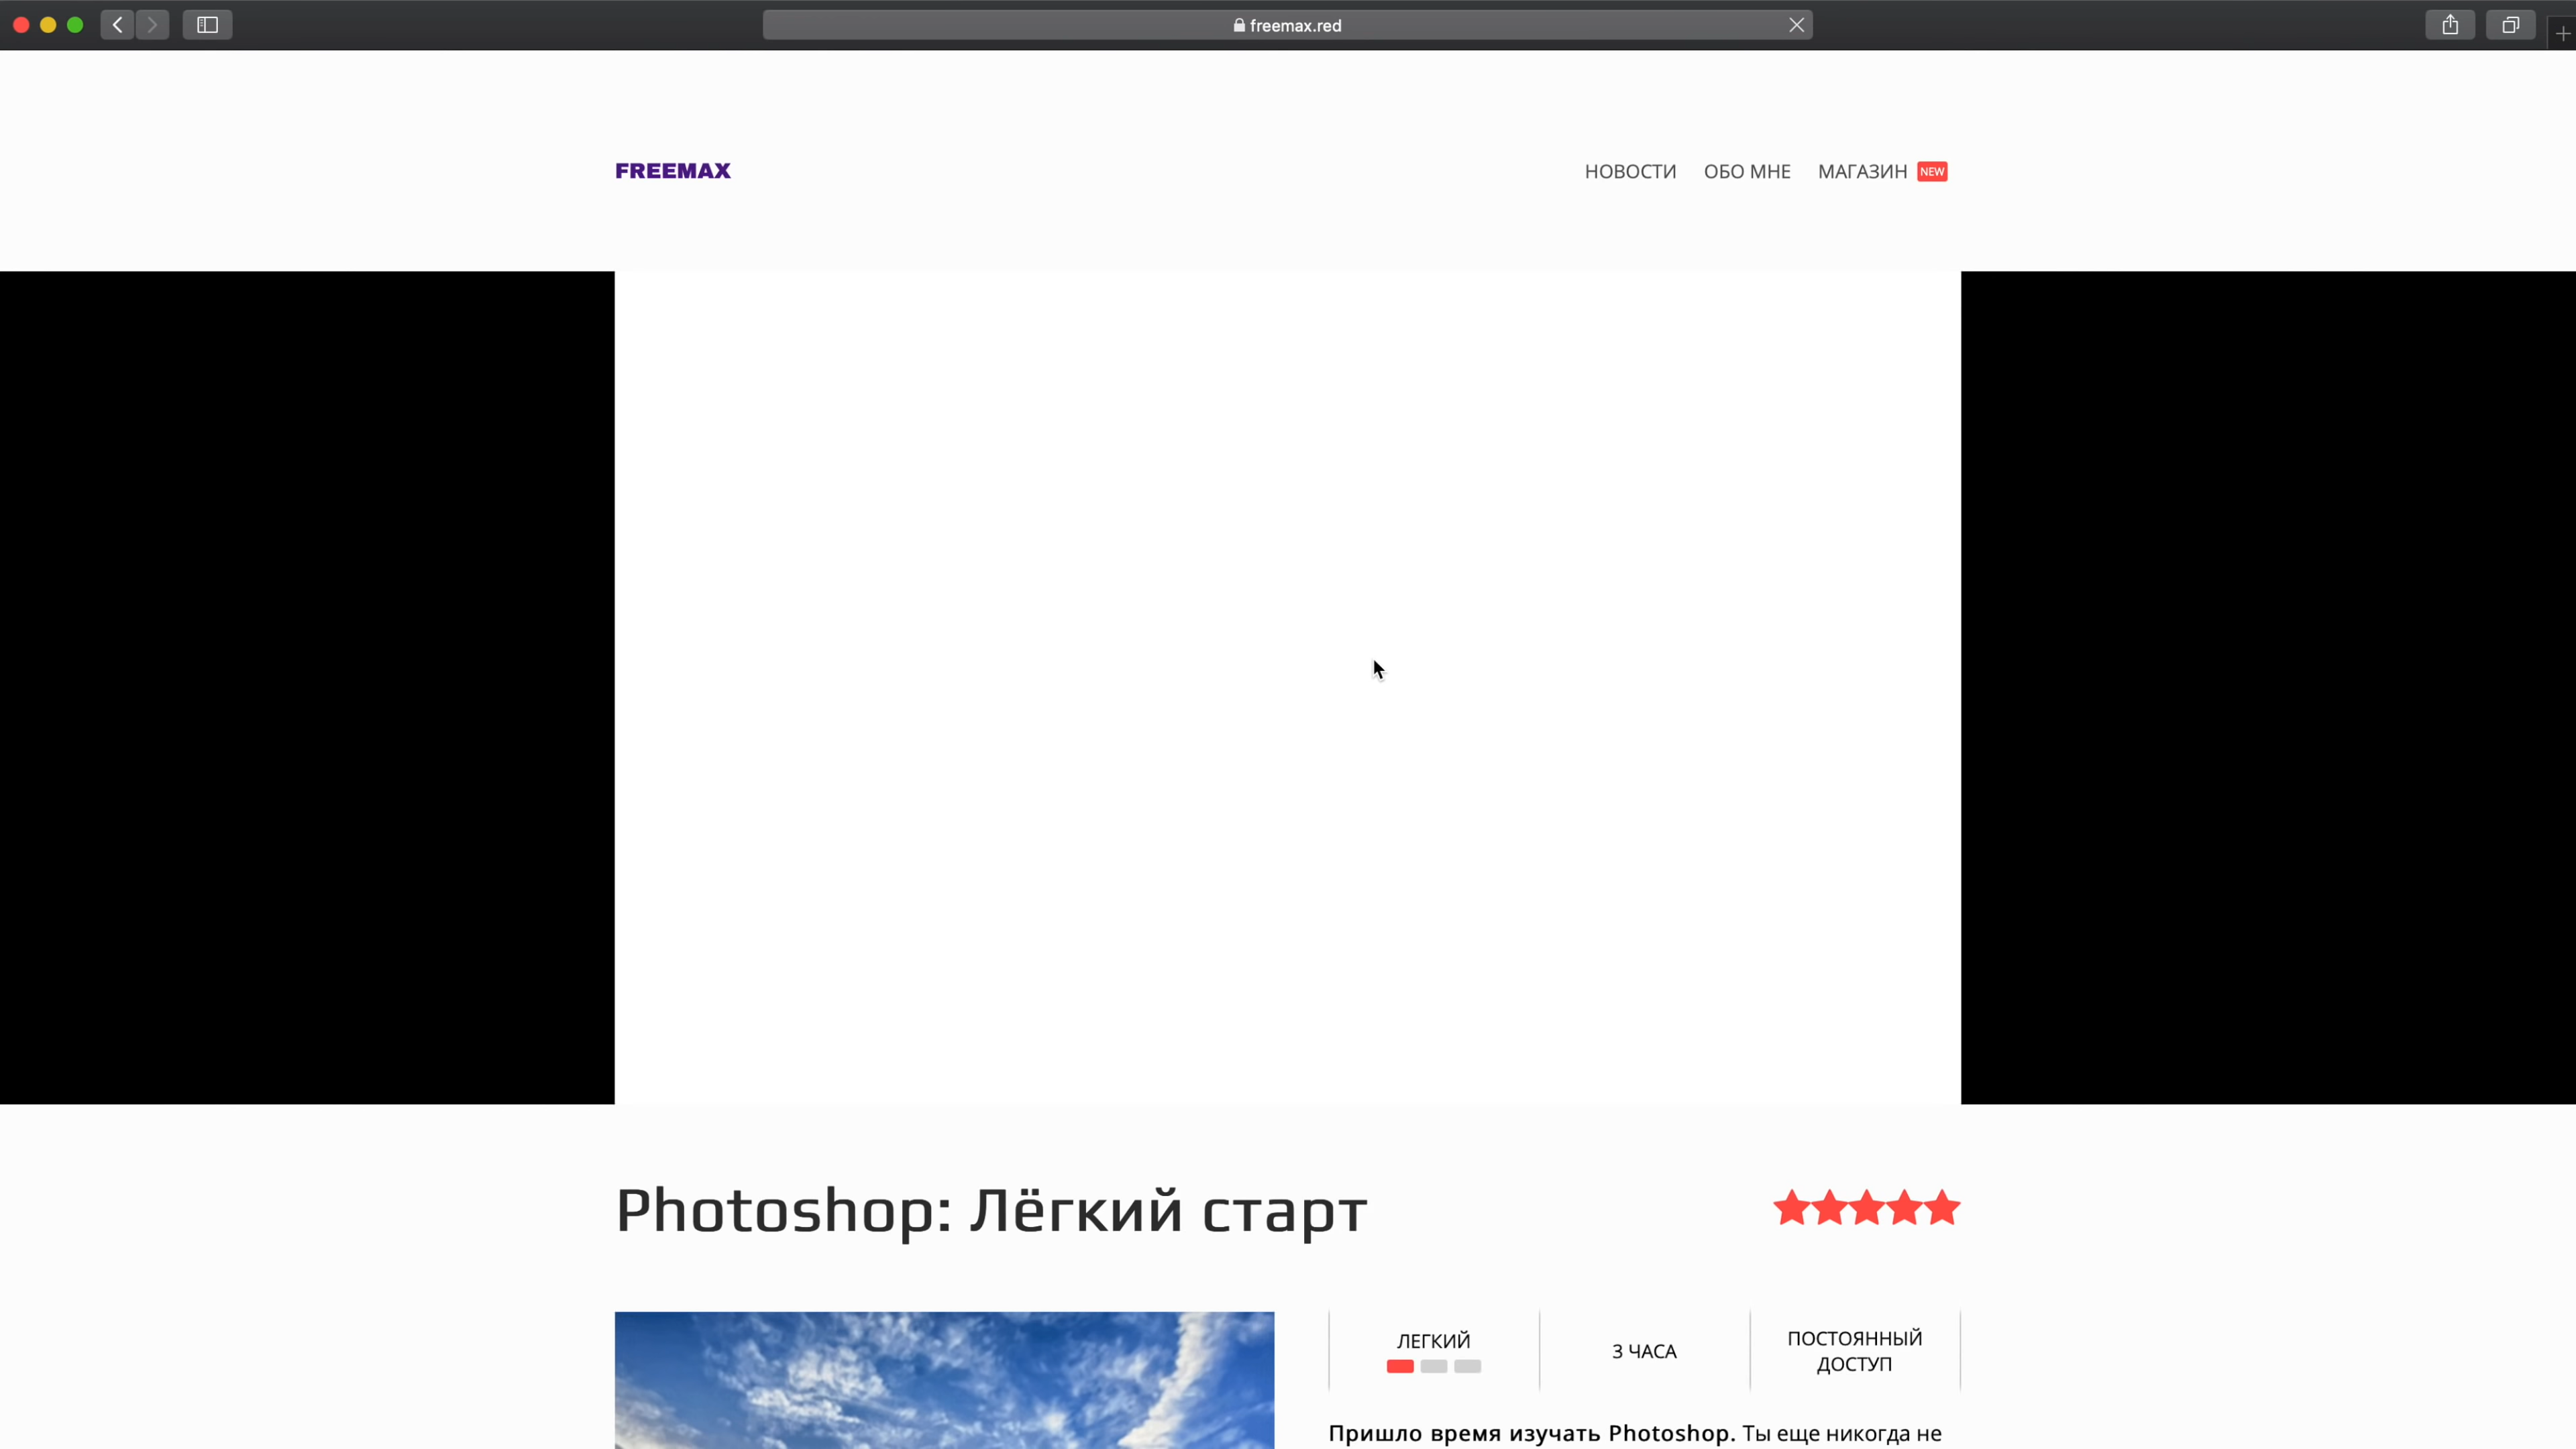 freemax.red
FREEMAX
НОВОСТИ ОБО МНЕ МАГАЗИН NEW
Photoshop: Лёгкий старт
ЛЕГКИЙ
3 ЧАСА
ПОСТОЯННЫЙ
ДОСТУП
Пришло время изучать Photoshop. Ты еще никогда не